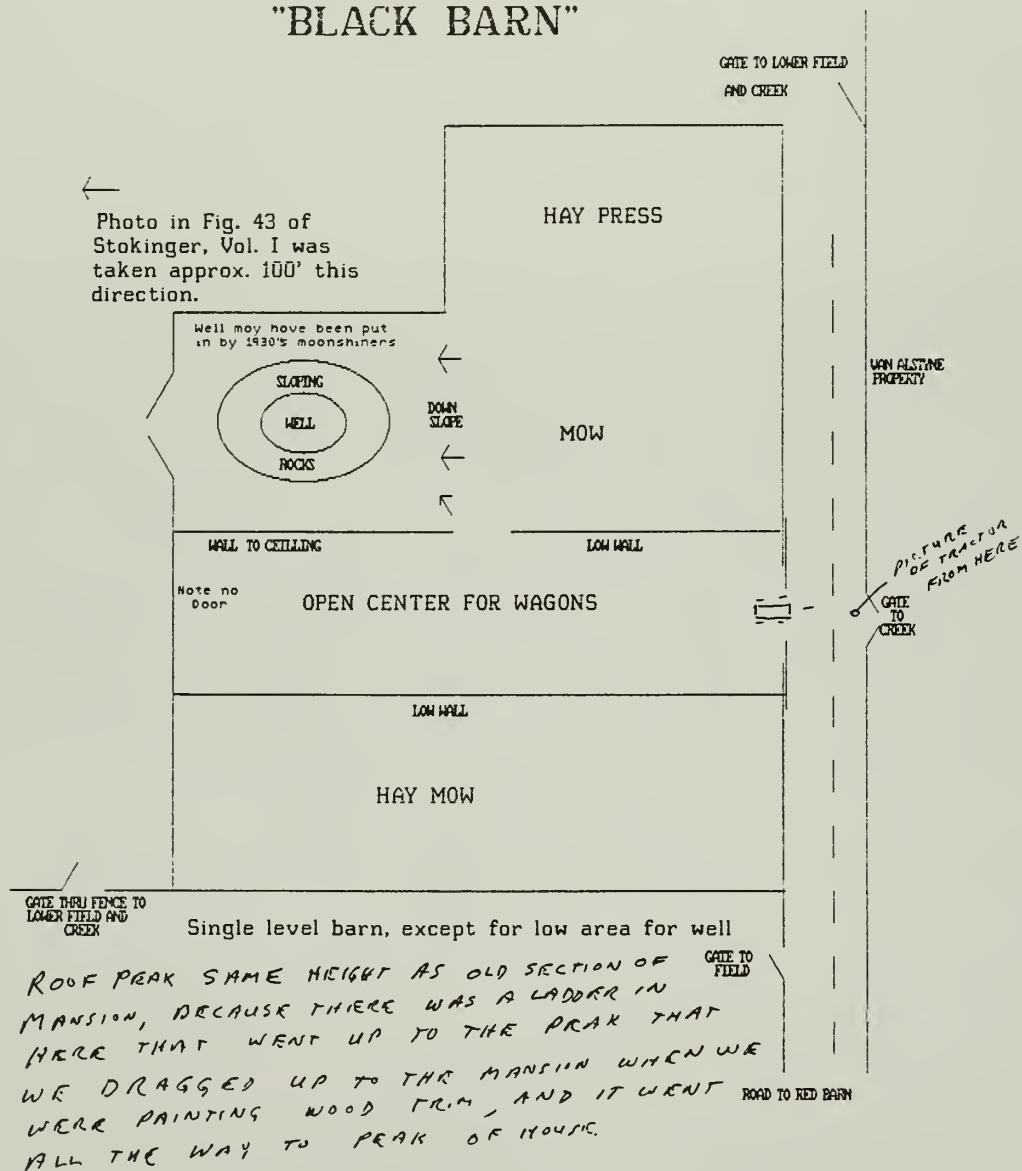 "BLACK BARN"
GATE TO LOWER FIELD
AND CREEK
HAY PRESS
Photo in Fig. 43 of
Stokinger, Vol. I was
taken approx. 100' this
direction.
Well may have been put
in by 1930's moonshiners
SLOPING
WELL
ROCKS
DOWN
SLOPE
MOW
VAN ALSTYNE
PROPERTY
WALL TO CEILLING
LOW WALL
PICTURE
OF TRACTOR
FROM HERE
Note no
Door
OPEN CENTER FOR WAGONS
GATE
TO
CREEK
LOW WALL
HAY MOW
GATE THRU FENCE TO
LOWER FIELD AND
CREEK
Single level barn, except for low area for well
GATE TO
FIELD
ROOF PEAK SAME HEIGHT AS OLD SECTION OF
MANSION, BECAUSE THERE WAS A LADDER IN
HERE THAT WENT UP TO THE PEAK THAT
WE DRAGGED UP TO THE MANSION WHEN WE
WERE PAINTING WOOD TRIM, AND IT WENT
ALL THE WAY TO PEAK OF HOUSE.
ROAD TO RED BARN